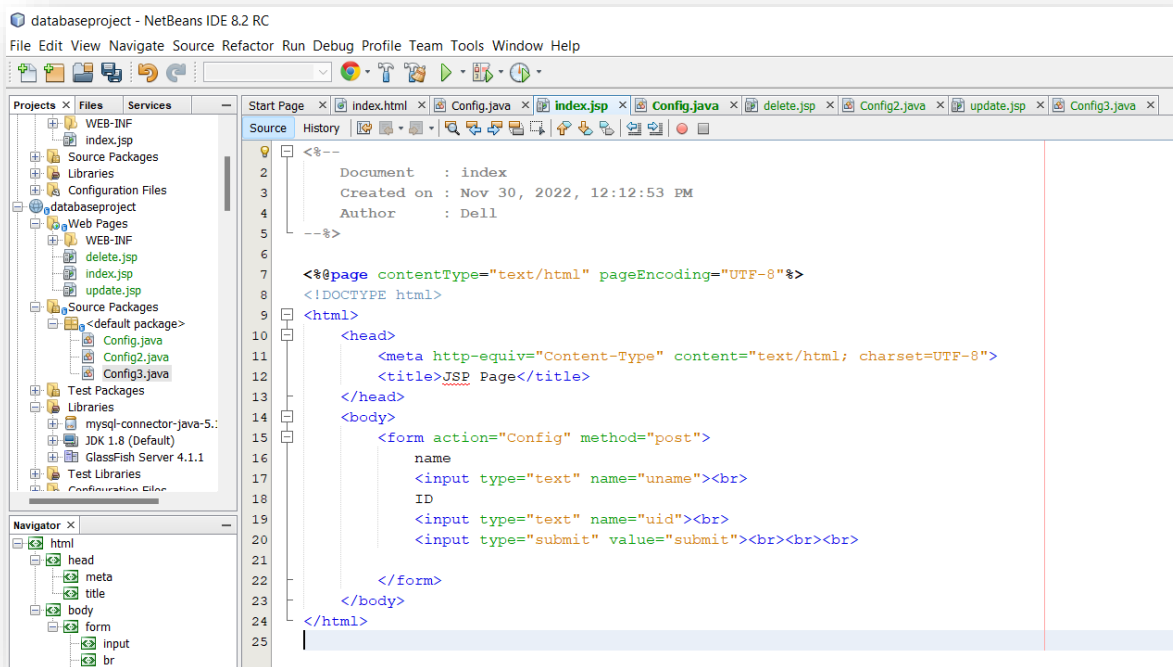 databaseproject - NetBeans IDE 8.2 RC
File Edit View Navigate Source Refactor Run Debug Profile Team Tools Window Help
Projects Files Services
WEB-INF
index.jsp
Source Packages
Libraries
Configuration Files
databaseproject
Web Pages
WEB-INF
delete.jsp
index.jsp
update.jsp
Source Packages
<default package>
Config.java
Config2.java
Config3.java
Test Packages
Libraries
mysql-connector-java-5.1
JDK 1.8 (Default)
GlassFish Server 4.1.1
Test Libraries
Configuration Files
Navigator
html
head
meta
title
body
form
input
br
Start Page index.html Config.java index.jsp Config.java delete.jsp Config2.java update.jsp Config3.java
Source History
<%--
2 Document : index
3 Created on : Nov 30, 2022, 12:12:53 PM
4 Author : Dell
5 --%>
6
7 <%@page contentType="text/html" pageEncoding="UTF-8"%>
8 <!DOCTYPE html>
9 <html>
10 <head>
11 <meta http-equiv="Content-Type" content="text/html; charset=UTF-8">
12 <title>JSP Page</title>
13 </head>
14 <body>
15 <form action="Config" method="post">
16 name
17 <input type="text" name="uname"><br>
18 ID
19 <input type="text" name="uid"><br>
20 <input type="submit" value="submit"><br><br><br>
21
22 </form>
23 </body>
24 </html>
25